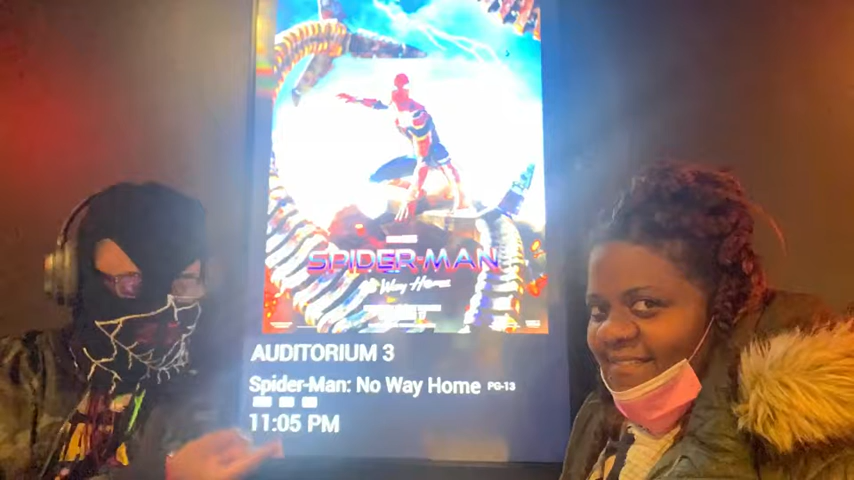 SPIDER-MAN
No Way Home
AUDITORIUM 3
Spider-Man: No Way Home PG-13
11:05 PM